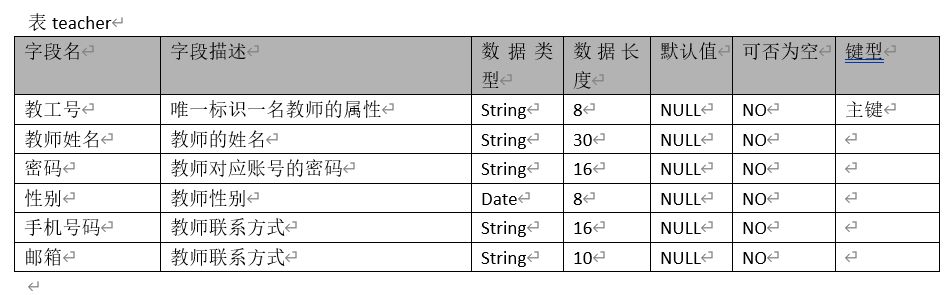 表 teacher
字段名 字段描述 数据类型 数据长度 默认值 可否为空 键型
教工号 唯一标识一名教师的属性 String 8 NULL NO 主键
教师姓名 教师的姓名 String 30 NULL NO
密码 教师对应账号的密码 String 16 NULL NO
性别 教师性别 Date 8 NULL NO
手机号码 教师联系方式 String 16 NULL NO
邮箱 教师联系方式 String 10 NULL NO